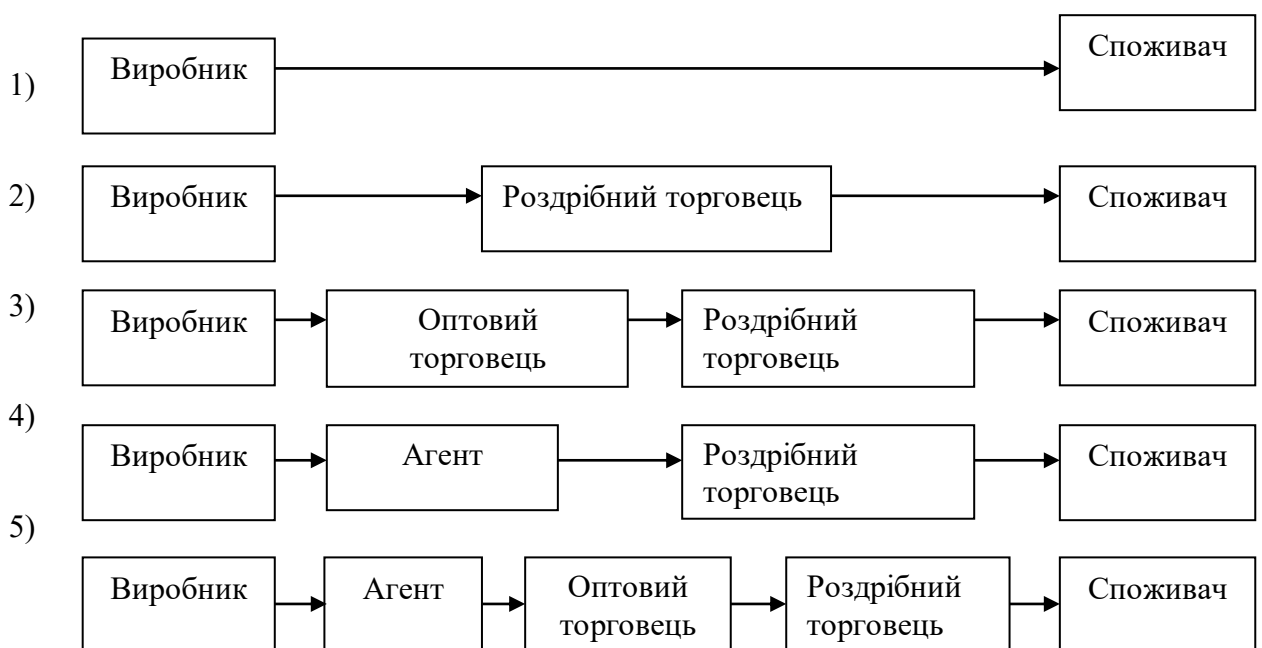 1) Виробник Споживач
2) Виробник Роздрібний торговець Споживач
3) Виробник Оптовий торговець Роздрібний торговець Споживач
4) Виробник Агент Роздрібний торговець Споживач
5) Виробник Агент Оптовий торговець Роздрібний торговець Споживач